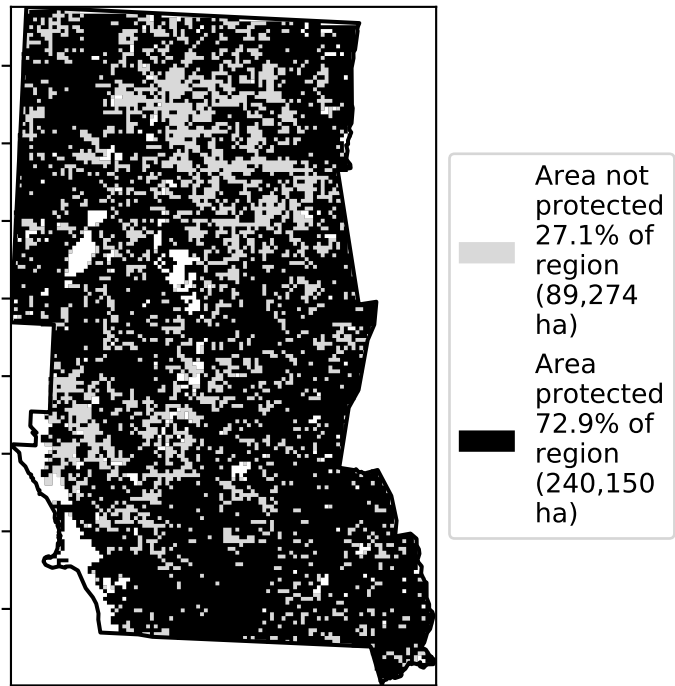 Area not
protected
27.1% of
region
(89,274
ha)
Area
protected
72.9% of
region
(240,150
ha)